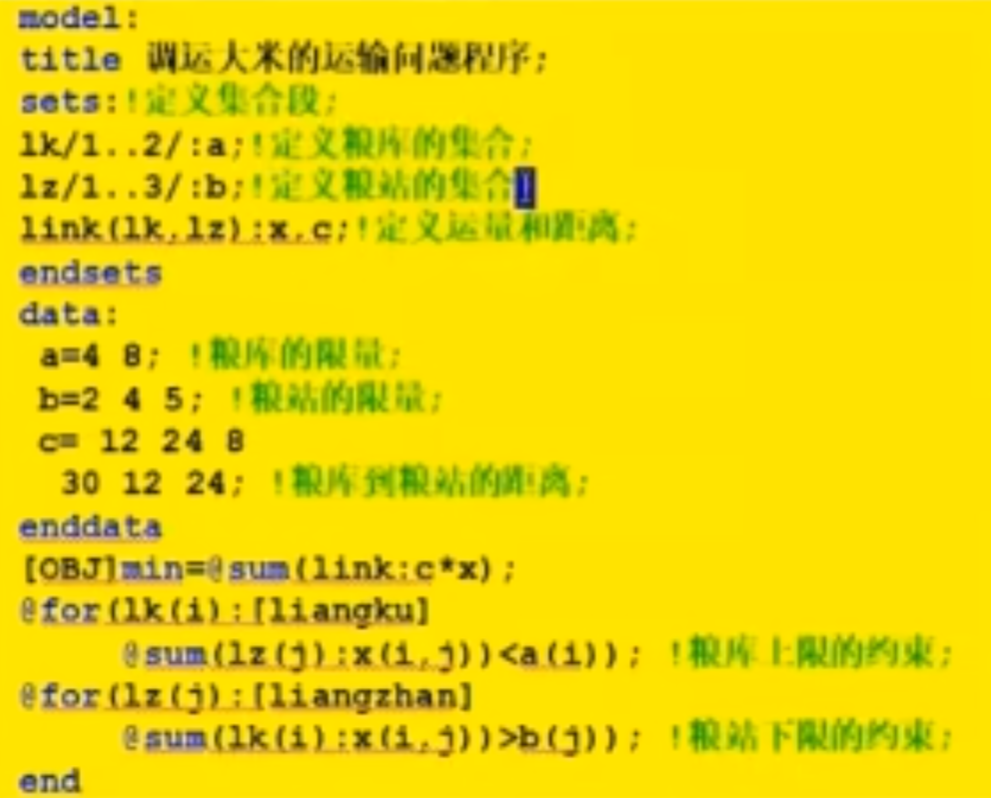 model:
title 调运大米的运输问题程序;
sets:!定义集合段;
lk/1..2/:a;!定义粮库的集合;
lz/1..3/:b;!定义粮站的集合;
link(lk,lz):x,c;!定义运量和距离;
endsets
data:
a=4 8; !粮库的限量;
b=2 4 5; !粮站的限量;
c= 12 24 8
30 12 24; !粮库到粮站的距离;
enddata
[OBJ]min=@sum(link:c*x);
@for(lk(i):[liangku]
@sum(lz(j):x(i,j))<a(i)); !粮库上限的约束;
@for(lz(j):[liangzhan]
@sum(lk(i):x(i,j))>b(j)); !粮站下限的约束;
end